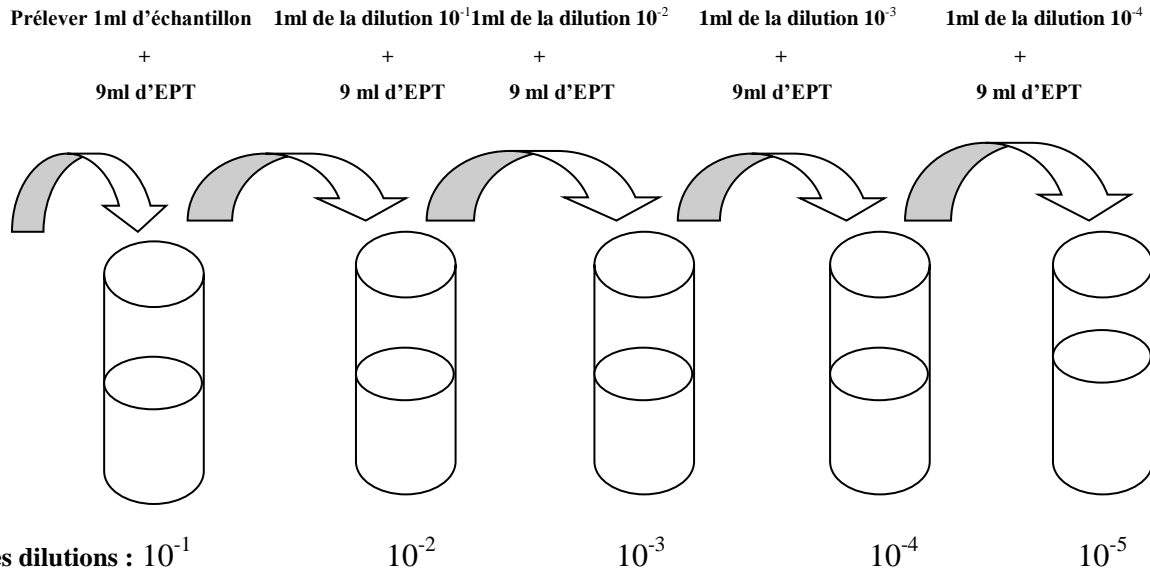 Prélever 1ml d’échantillon 1ml de la dilution 10⁻¹ 1ml de la dilution 10⁻² 1ml de la dilution 10⁻³ 1ml de la dilution 10⁻⁴
+ + + + +
9ml d’EPT 9 ml d’EPT 9 ml d’EPT 9ml d’EPT 9 ml d’EPT
es dilutions : 10⁻¹ 10⁻² 10⁻³ 10⁻⁴ 10⁻⁵